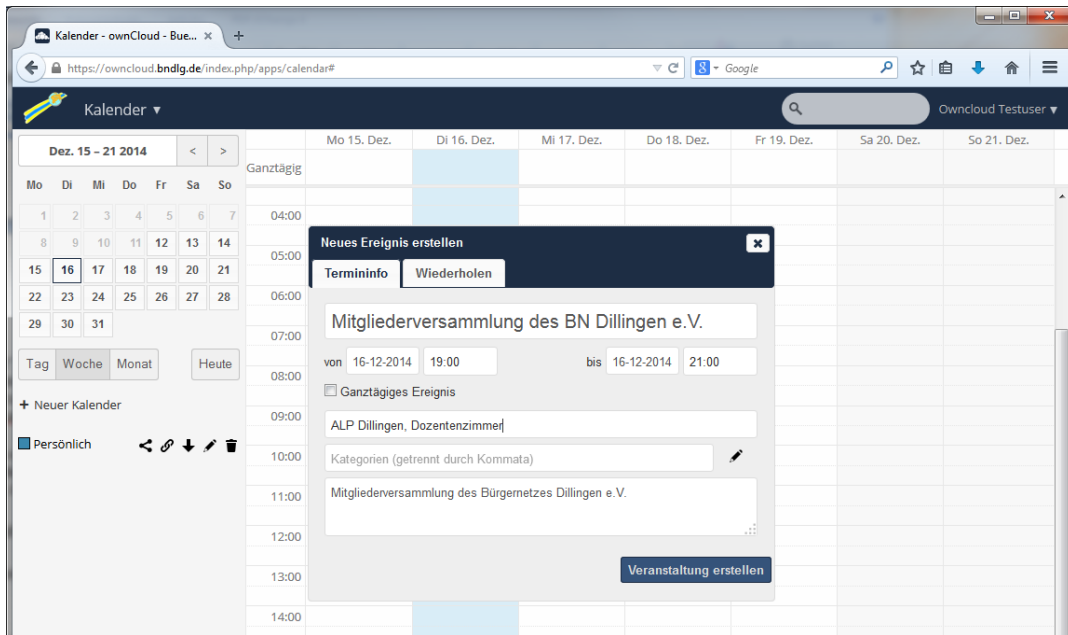 Kalender - ownCloud - Bue... × +
https://owncloud.bndlg.de/index.php/apps/calendar#
Google
Kalender ▾
Owncloud Testuser ▾
Dez. 15 – 21 2014 < >
Mo 15. Dez. Di 16. Dez. Mi 17. Dez. Do 18. Dez. Fr 19. Dez. Sa 20. Dez. So 21. Dez.
Ganztägig
Mo Di Mi Do Fr Sa So
1 2 3 4 5 6 7
8 9 10 11 12 13 14
15 16 17 18 19 20 21
22 23 24 25 26 27 28
29 30 31
Tag Woche Monat Heute
+ Neuer Kalender
Persönlich
04:00
05:00
06:00
07:00
08:00
09:00
10:00
11:00
12:00
13:00
14:00
Neues Ereignis erstellen
Termininfo Wiederholen
Mitgliederversammlung des BN Dillingen e.V.
von 16-12-2014 19:00 bis 16-12-2014 21:00
Ganztägiges Ereignis
ALP Dillingen, Dozentenzimmer
Kategorien (getrennt durch Kommata)
Mitgliederversammlung des Bürgernetzes Dillingen e.V.
Veranstaltung erstellen